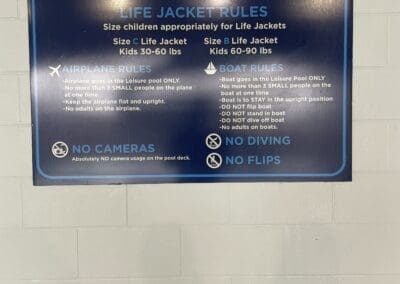 LIFE JACKET RULES
Size children appropriately for Life Jackets
Size C Life Jacket
Kids 30-60 lbs
Size B Life Jacket
Kids 60-90 lbs
AIRPLANE RULES
-Airplane goes in the Leisure pool ONLY.
-No more than 3 SMALL people on the plane
at one time.
-Keep the airplane flat and upright.
-No adults on the airplane.
BOAT RULES
-Boat goes in the Leisure Pool ONLY
-No more than 3 SMALL people on the
boat at one time
-Boat is to STAY in the upright position
-DO NOT flip boat
-DO NOT stand in boat
-DO NOT dive off boat
-No adults on boats.
NO CAMERAS
Absolutely NO camera usage on the pool deck.
NO DIVING
NO FLIPS